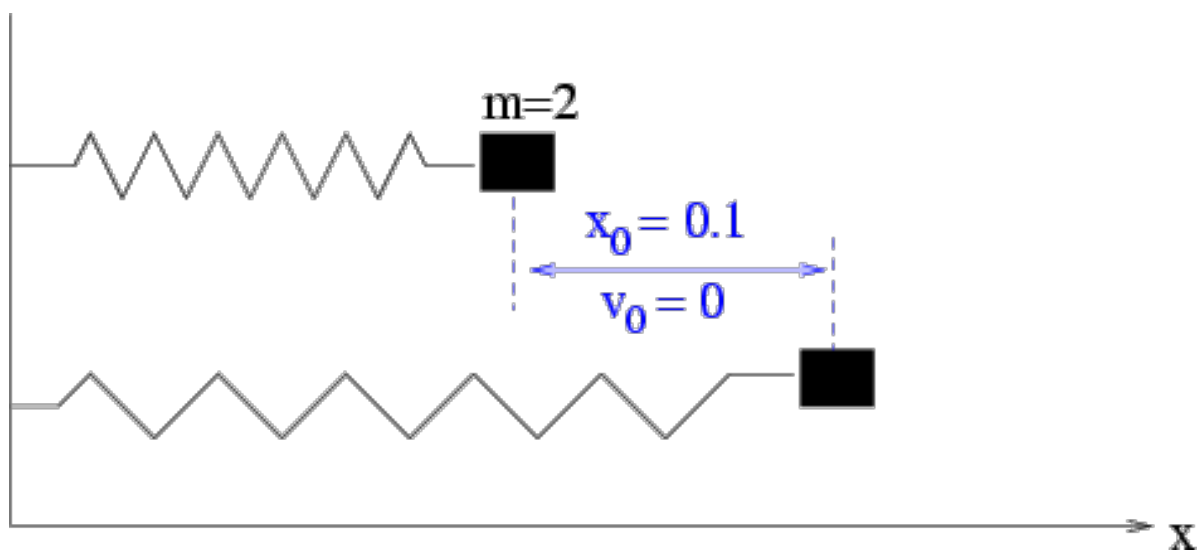 m=2
x₀ = 0.1
v₀ = 0
x